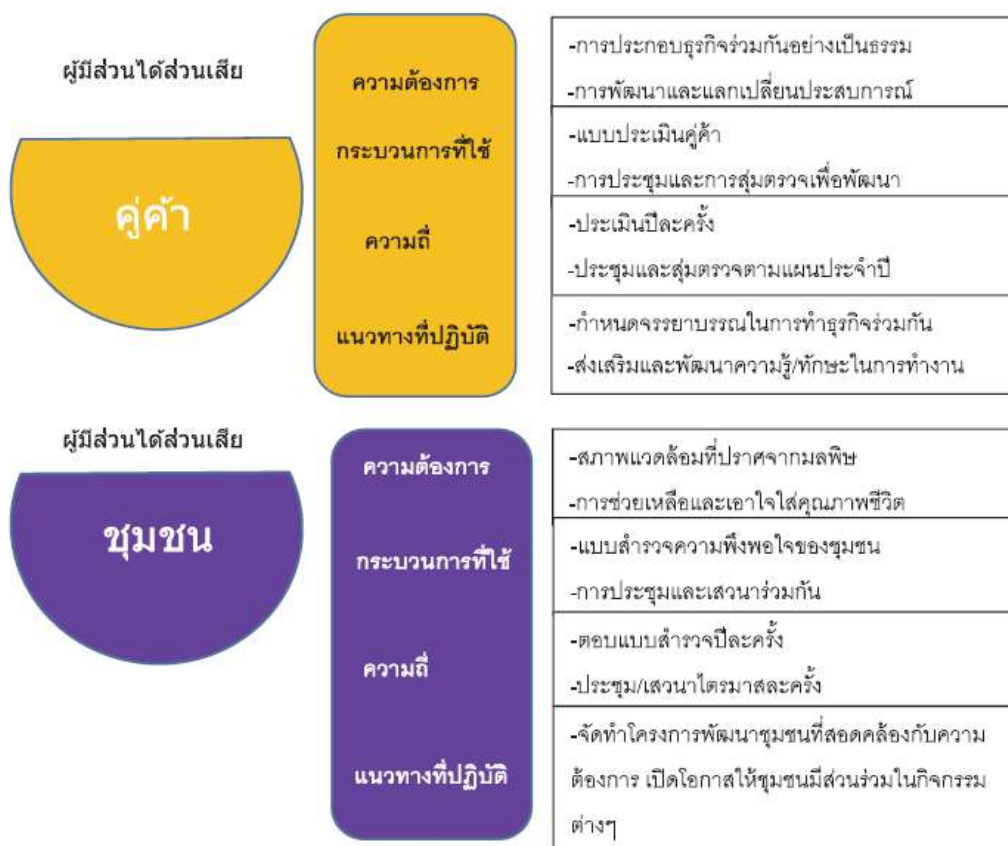 ผู้มีส่วนได้ส่วนเสีย
คู่ค้า
ความต้องการ
-การประกอบธุรกิจร่วมกันอย่างเป็นธรรม
-การพัฒนาและแลกเปลี่ยนประสบการณ์
กระบวนการที่ใช้
-แบบประเมินคู่ค้า
-การประชุมและการสุ่มตรวจเพื่อพัฒนา
ความถี่
-ประเมินปีละครั้ง
-ประชุมและสุ่มตรวจตามแผนประจำปี
แนวทางที่ปฏิบัติ
-กำหนดจรรยาบรรณในการทำธุรกิจร่วมกัน
-ส่งเสริมและพัฒนาความรู้/ทักษะในการทำงาน
ผู้มีส่วนได้ส่วนเสีย
ชุมชน
ความต้องการ
-สภาพแวดล้อมที่ปราศจากมลพิษ
-การช่วยเหลือและเอาใจใส่คุณภาพชีวิต
กระบวนการที่ใช้
-แบบสำรวจความพึงพอใจของชุมชน
-การประชุมและเสวนาร่วมกัน
ความถี่
-ตอบแบบสำรวจปีละครั้ง
-ประชุม/เสวนาไตรมาสละครั้ง
แนวทางที่ปฏิบัติ
-จัดทำโครงการพัฒนาชุมชนที่สอดคล้องกับความ
ต้องการ เปิดโอกาสให้ชุมชนมีส่วนร่วมในกิจกรรม
ต่างๆ